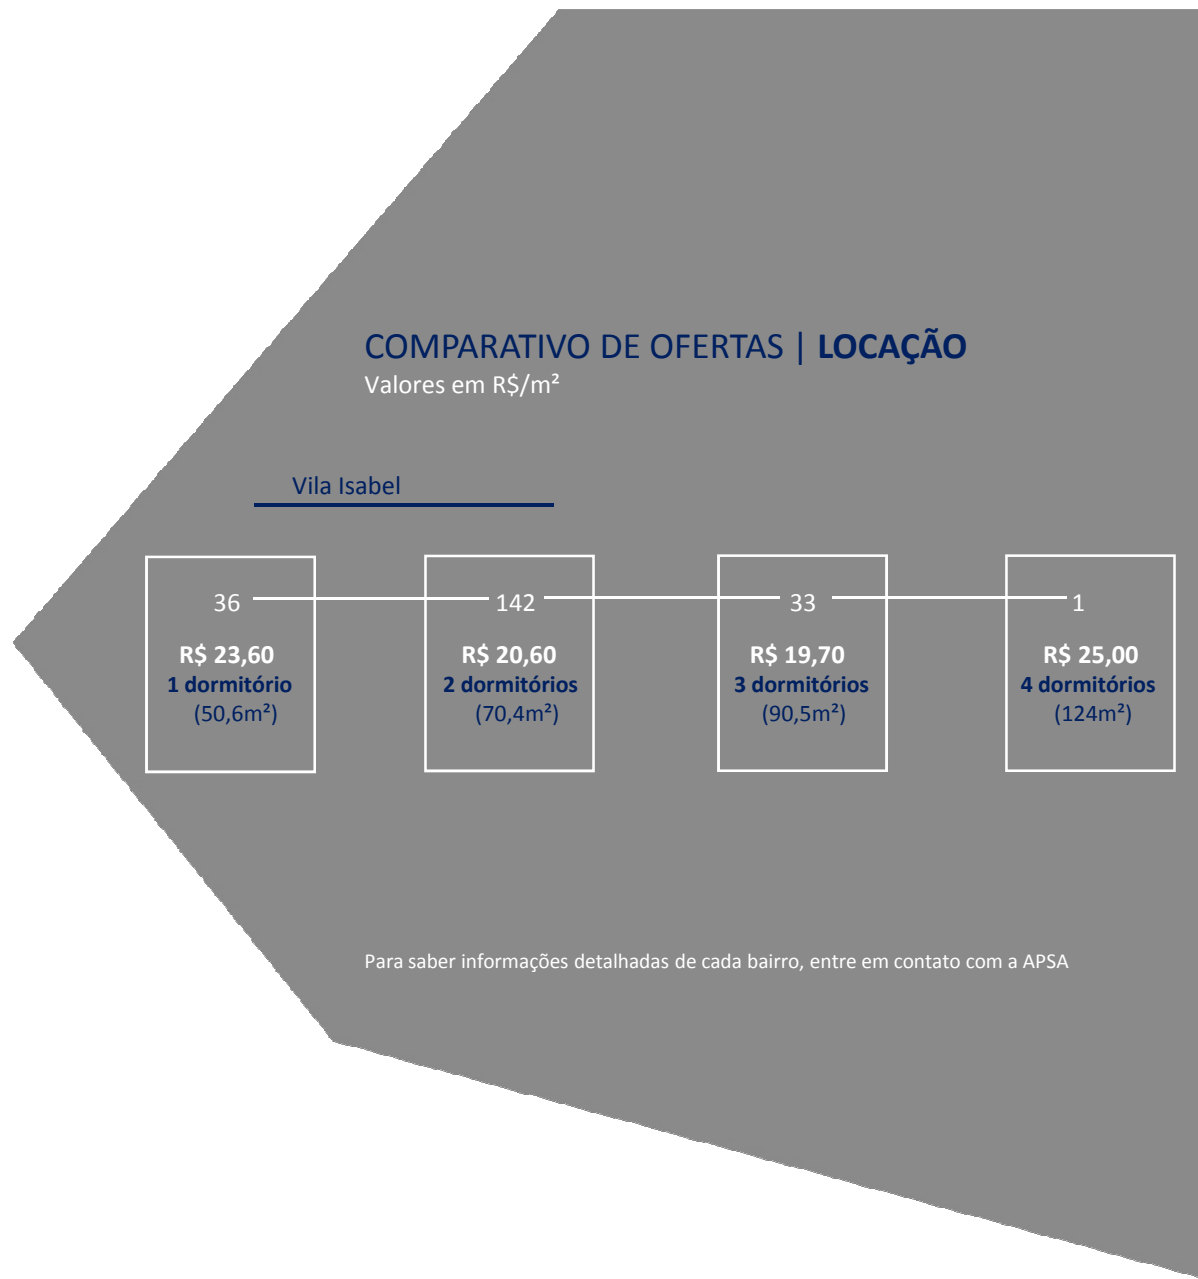 COMPARATIVO DE OFERTAS | LOCAÇÃO
Valores em R$/m²
Vila Isabel
36
R$ 23,60
1 dormitório
(50,6m²)
142
R$ 20,60
2 dormitórios
(70,4m²)
33
R$ 19,70
3 dormitórios
(90,5m²)
1
R$ 25,00
4 dormitórios
(124m²)
Para saber informações detalhadas de cada bairro, entre em contato com a APSA